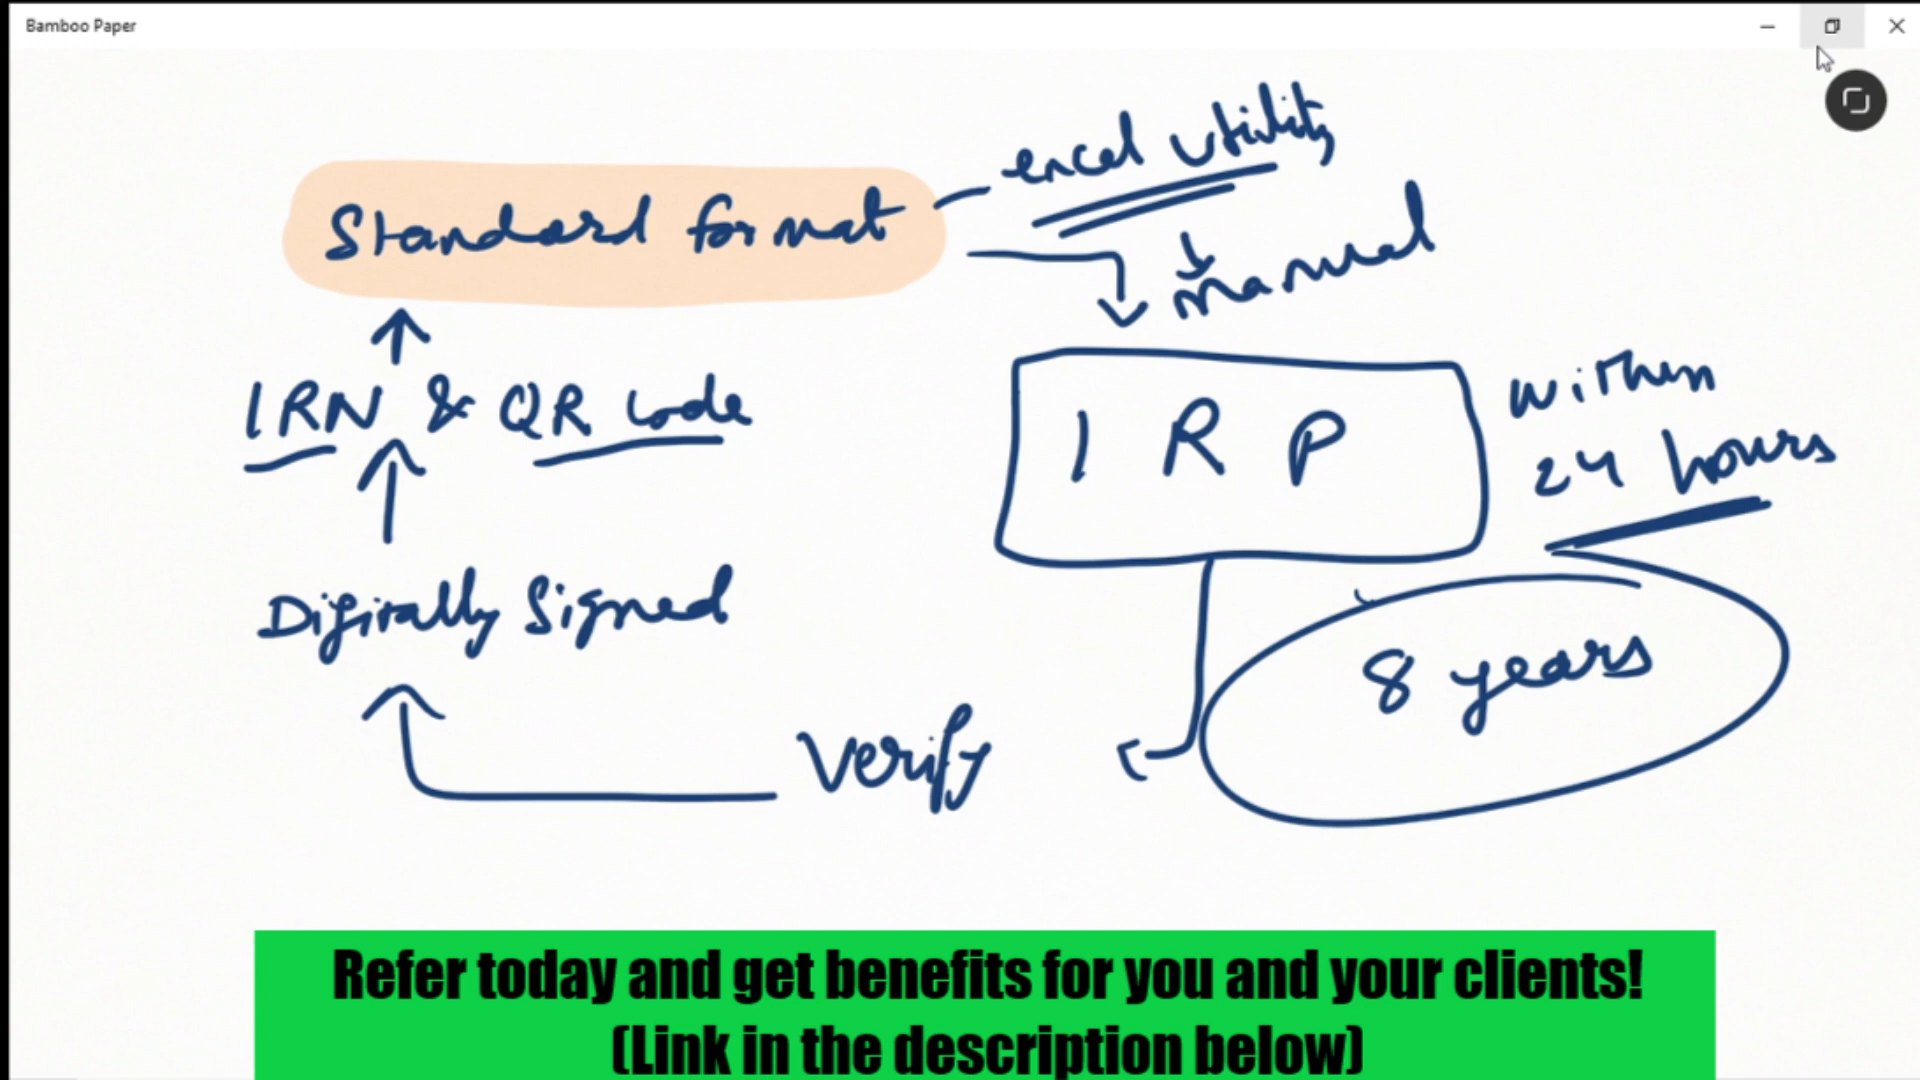 Bamboo Paper
Standard format
excel utility
manual
IRN & QR code
I R P
within
24 hours
Digitally Signed
8 years
Verify
Refer today and get benefits for you and your clients!
(Link in the description below)